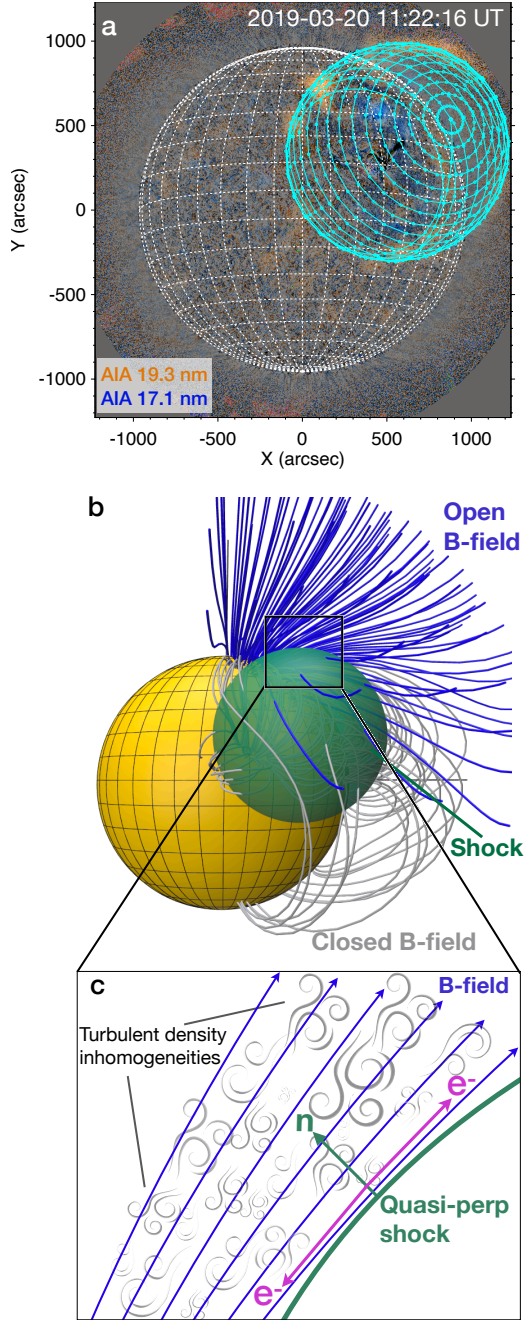 a
2019-03-20 11:22:16 UT
1000
500
0
-500
-1000
Y (arcsec)
AIA 19.3 nm
AIA 17.1 nm
-1000 -500 0 500 1000
X (arcsec)
b
Open
B-field
Shock
Closed B-field
c
B-field
Turbulent density
inhomogeneities
e-
n
Quasi-perp
shock
e-